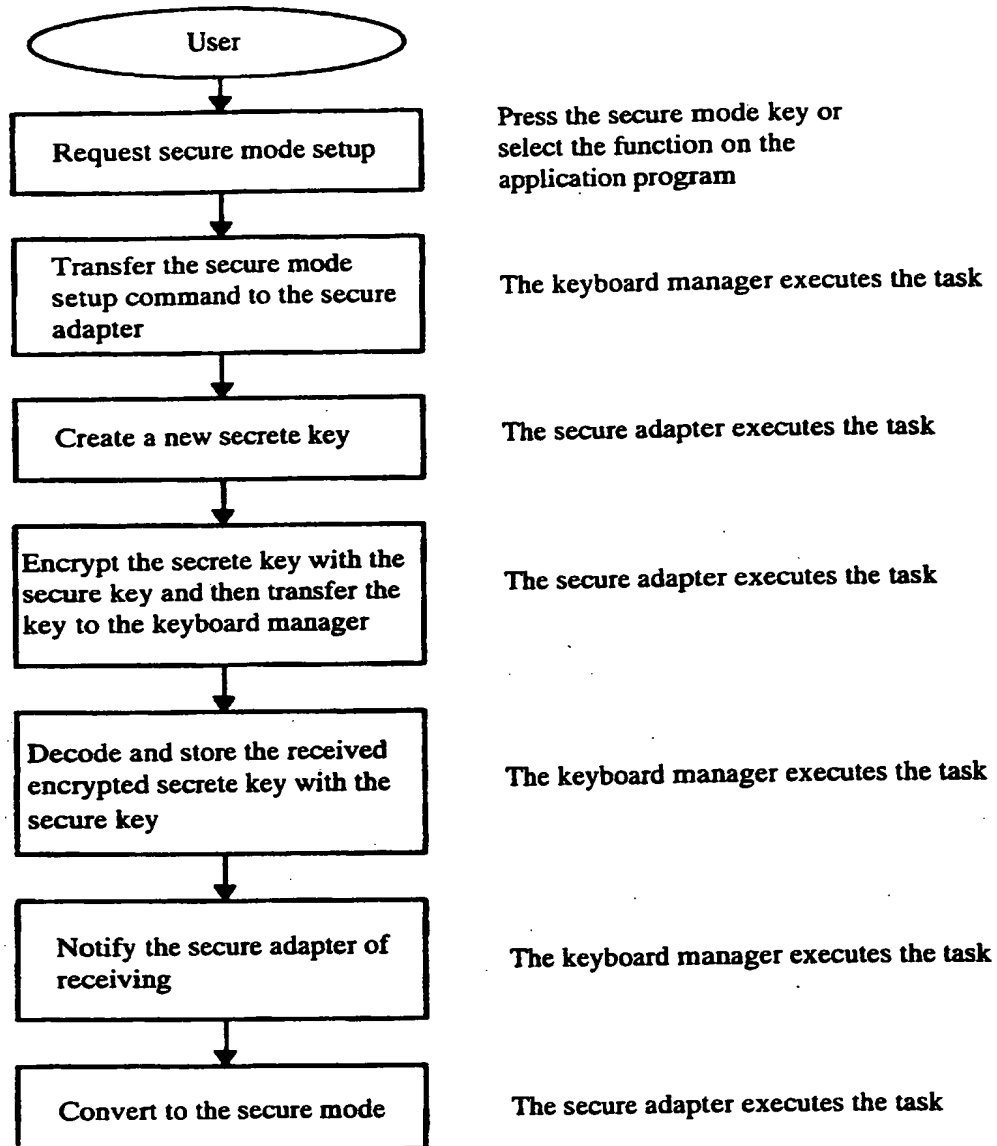 User
Request secure mode setup
Press the secure mode key or
select the function on the
application program
Transfer the secure mode
setup command to the secure
adapter
The keyboard manager executes the task
Create a new secrete key
The secure adapter executes the task
Encrypt the secrete key with the
secure key and then transfer the
key to the keyboard manager
The secure adapter executes the task
Decode and store the received
encrypted secrete key with the
secure key
The keyboard manager executes the task
Notify the secure adapter of
receiving
The keyboard manager executes the task
Convert to the secure mode
The secure adapter executes the task